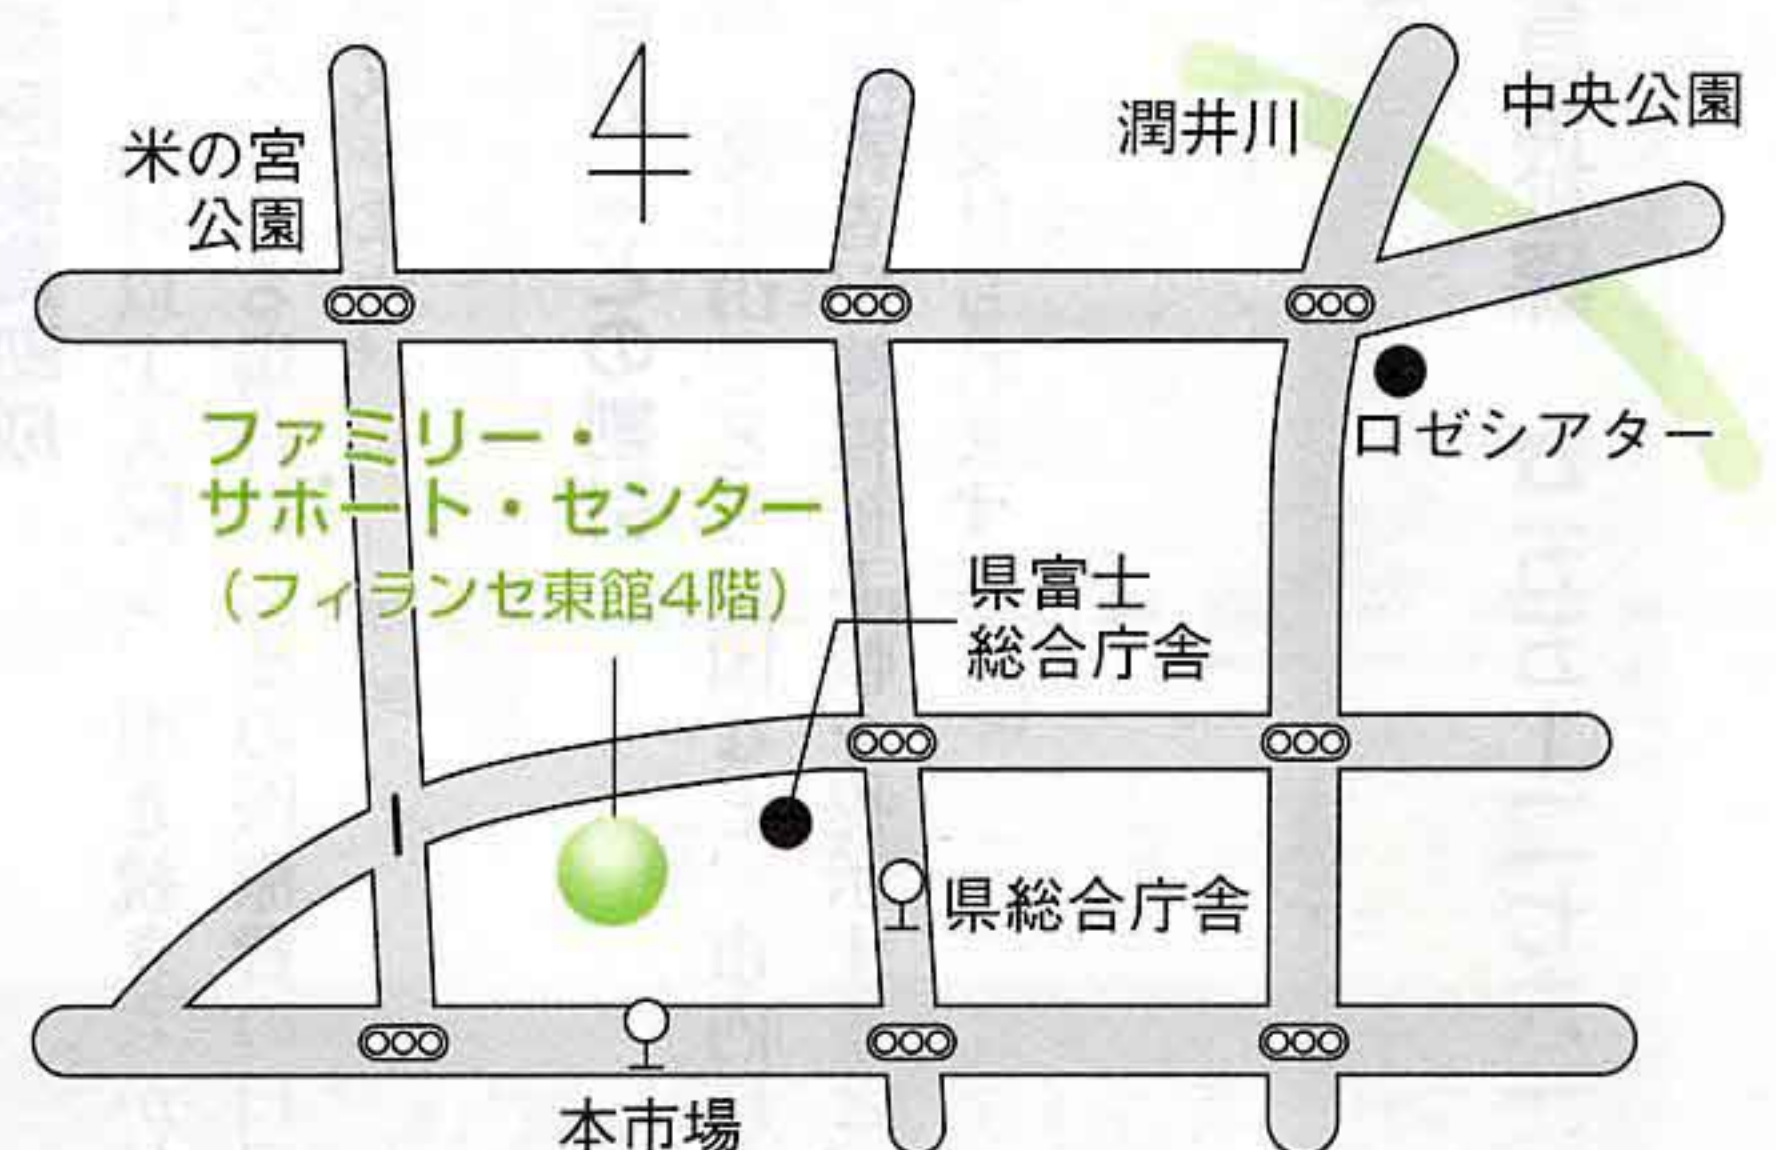 米の宮
公園
潤井川
中央公園
ファミリー・
サポート・センター
(フィランセ東館4階)
ロゼシアター
県富士
総合庁舎
県総合庁舎
本市場